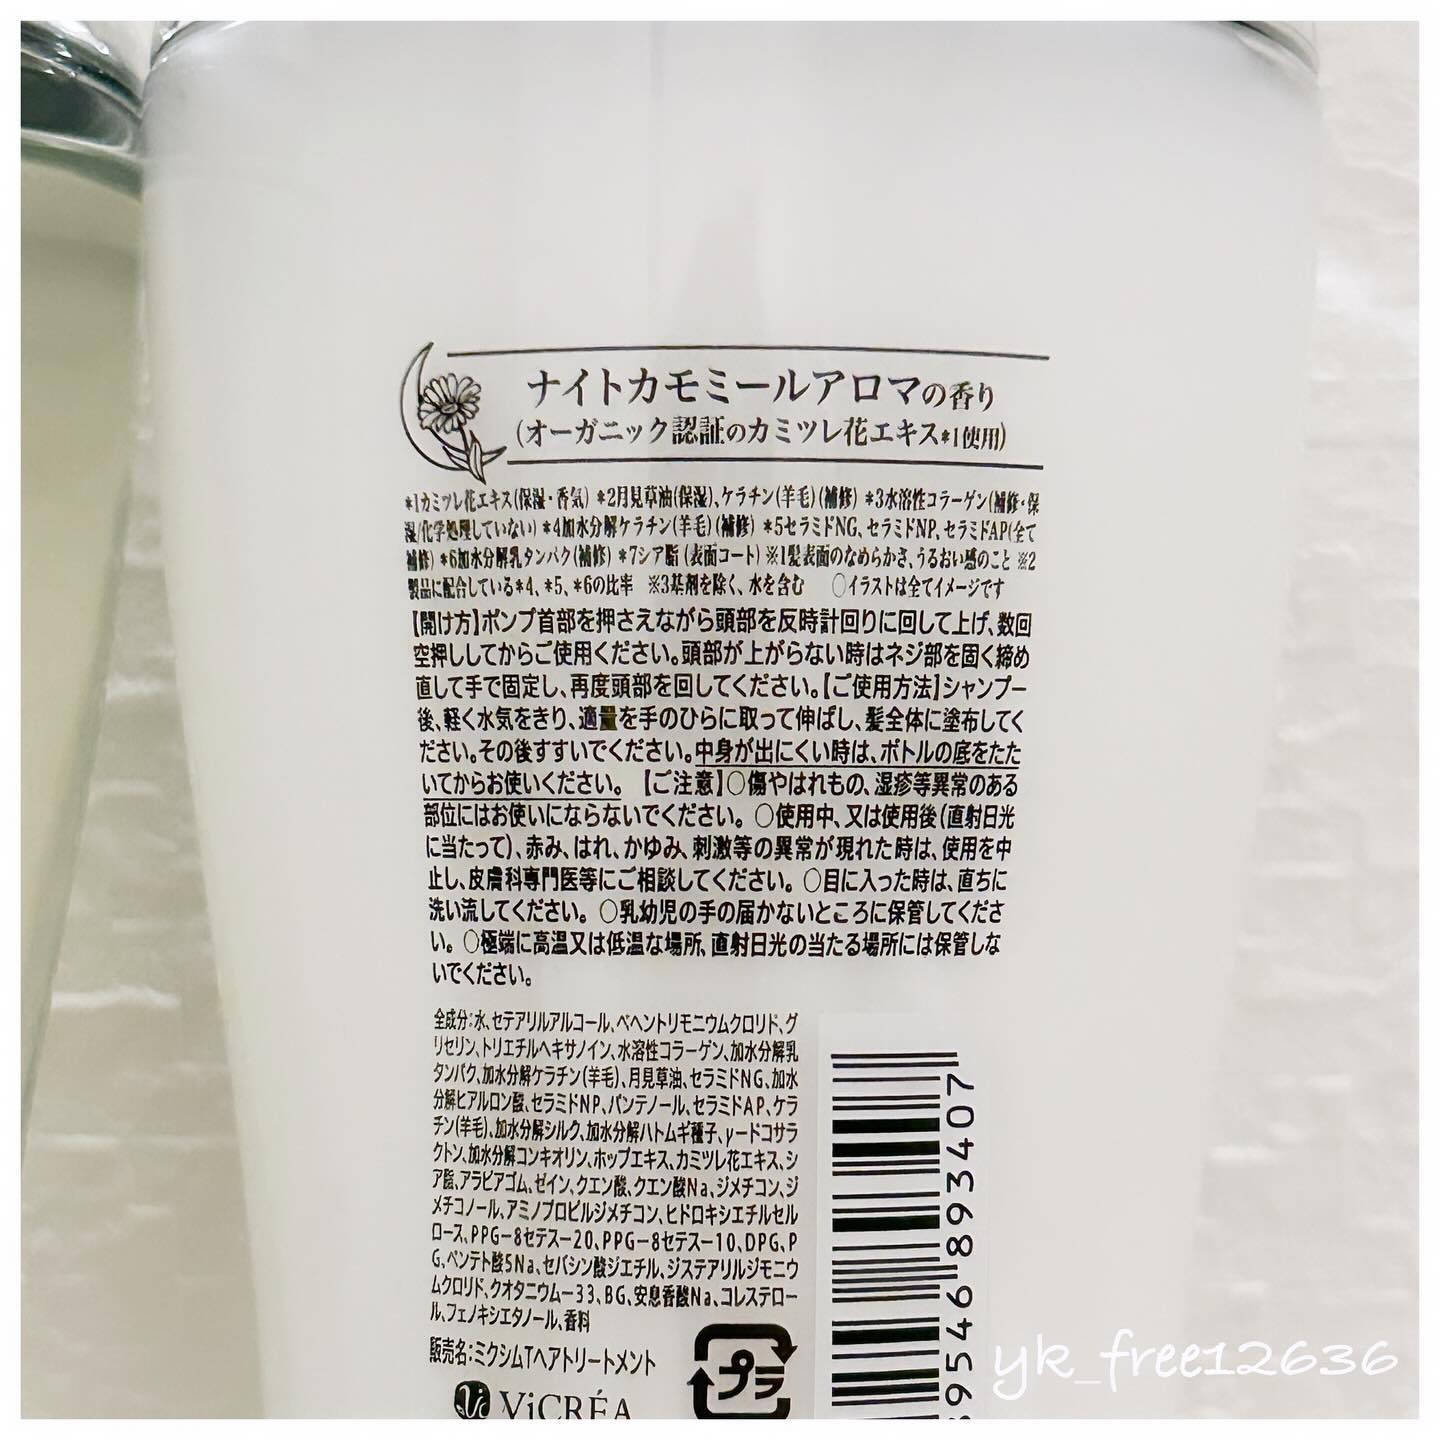 ナイトカモミールアロマの香り
(オーガニック認証のカミツレ花エキス*1使用)
*1カミツレ花エキス(保湿・香気) *2月見草油(保湿)、ケラチン(羊毛)(補修) *3水溶性コラーゲン(補修・保
湿/化学処理していない) *4加水分解ケラチン(羊毛)(補修) *5セラミドNG、セラミドNP、セラミドAP(全て
補修) *6加水分解乳タンパク(補修) *7シア脂(表面コート) ※1髪表面のなめらかさ、うるおい感のこと ※2
製品に配合している*4、*5、*6の比率 ※3基剤を除く、水を含む ○イラストは全てイメージです
【開け方】ポンプ首部を押さえながら頭部を反時計回りに回して上げ、数回
空押ししてからご使用ください。頭部が上がらない時はネジ部を固く締め
直して手で固定し、再度頭部を回してください。【ご使用方法】シャンプー
後、軽く水気をきり、適量を手のひらに取って伸ばし、髪全体に塗布してく
ださい。その後すすいでください。中身が出にくい時は、ボトルの底をたた
いてからお使いください。 【ご注意】○傷やはれもの、湿疹等異常のある
部位にはお使いにならないでください。 ○使用中、又は使用後(直射日光
に当たって)、赤み、はれ、かゆみ、刺激等の異常が現れた時は、使用を中
止し、皮膚科専門医等にご相談してください。 ○目に入った時は、直ちに
洗い流してください。 ○乳幼児の手の届かないところに保管してくださ
い。 ○極端に高温又は低温な場所、直射日光の当たる場所には保管しな
いでください。
全成分:水、セテアリルアルコール、ベヘントリモニウムクロリド、グ
リセリン、トリエチルヘキサノイン、水溶性コラーゲン、加水分解乳
タンパク、加水分解ケラチン(羊毛)、月見草油、セラミドNG、加水
分解ヒアルロン酸、セラミドNP、パンテノール、セラミドAP、ケラ
チン(羊毛)、加水分解シルク、加水分解ハトムギ種子、γードコサラ
クトン、加水分解コンキオリン、ホップエキス、カミツレ花エキス、シ
ア脂、アラビアゴム、ゼイン、クエン酸、クエン酸Na、ジメチコン、ジ
メチコノール、アミノプロピルジメチコン、ヒドロキシエチルセル
ロース、PPGー8セテスー20、PPGー8セテスー10、DPG、P
G、ペンテト酸5Na、セバシン酸ジエチル、ジステアリルジモニウ
ムクロリド、クオタニウムー33、BG、安息香酸Na、コレステロー
ル、フェノキシエタノール、香料
販売名:ミクシムTヘアトリートメント
プラ
Vi ViCRÉA
9546 893407
yk_free12636